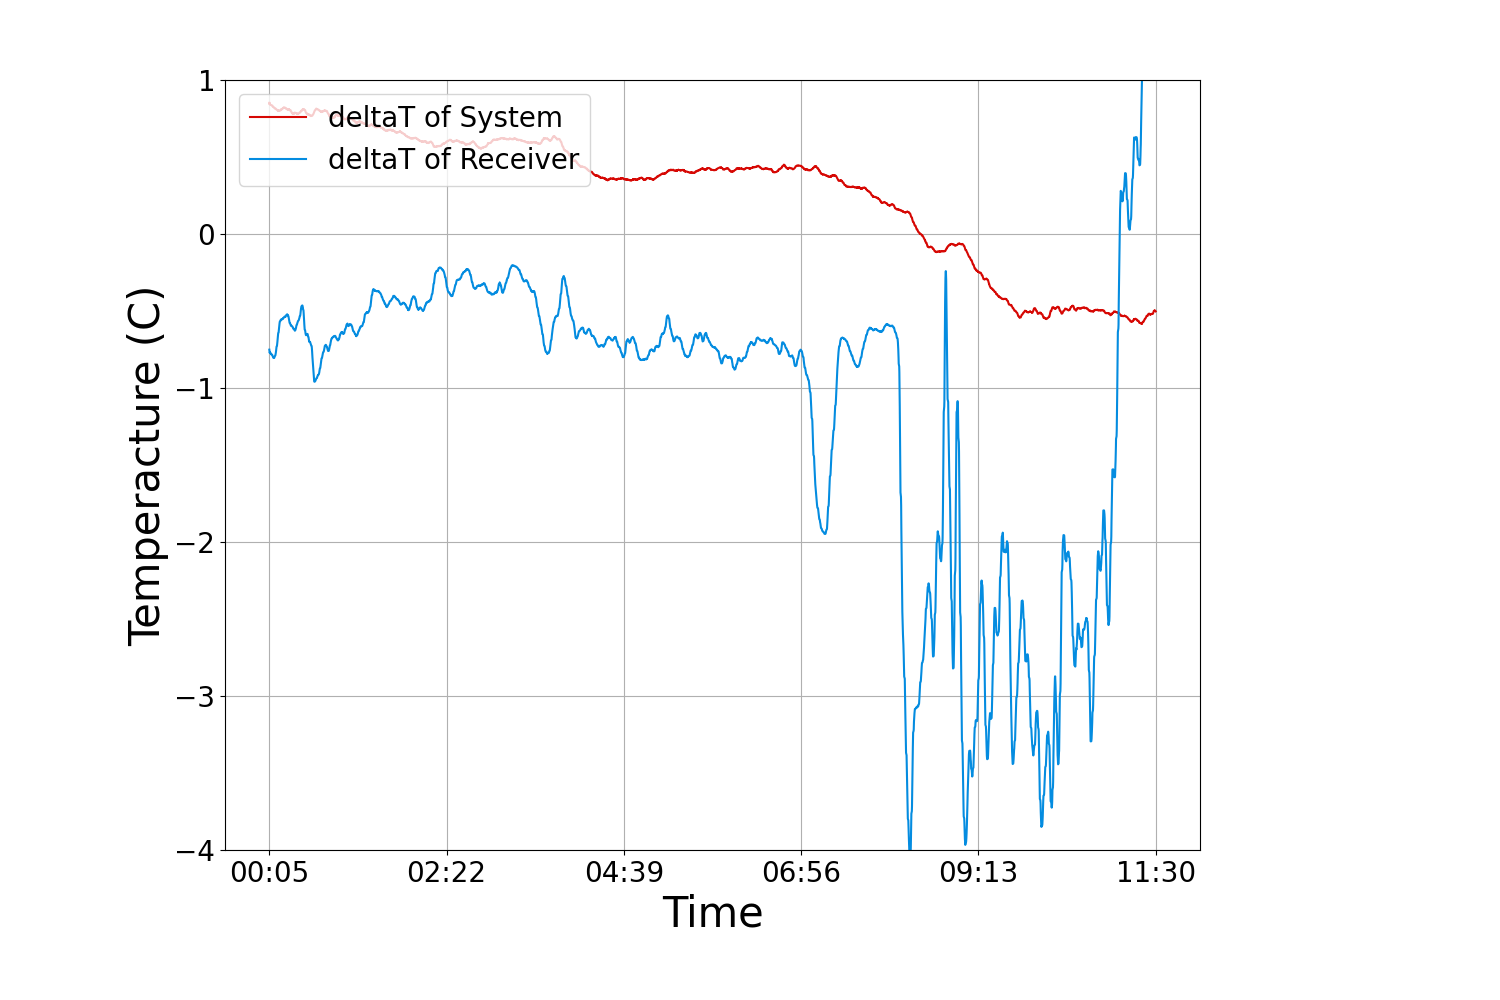 deltaT of System
deltaT of Receiver
1
0
−1
−2
−3
−4
Temperacture (C)
00:05 02:22 04:39 06:56 09:13 11:30
Time